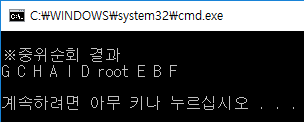 C:₩WINDOWS₩system32₩cmd.exe
※중위순회 결과
G C H A I D root E B F
계속하려면 아무 키나 누르십시오 . . .